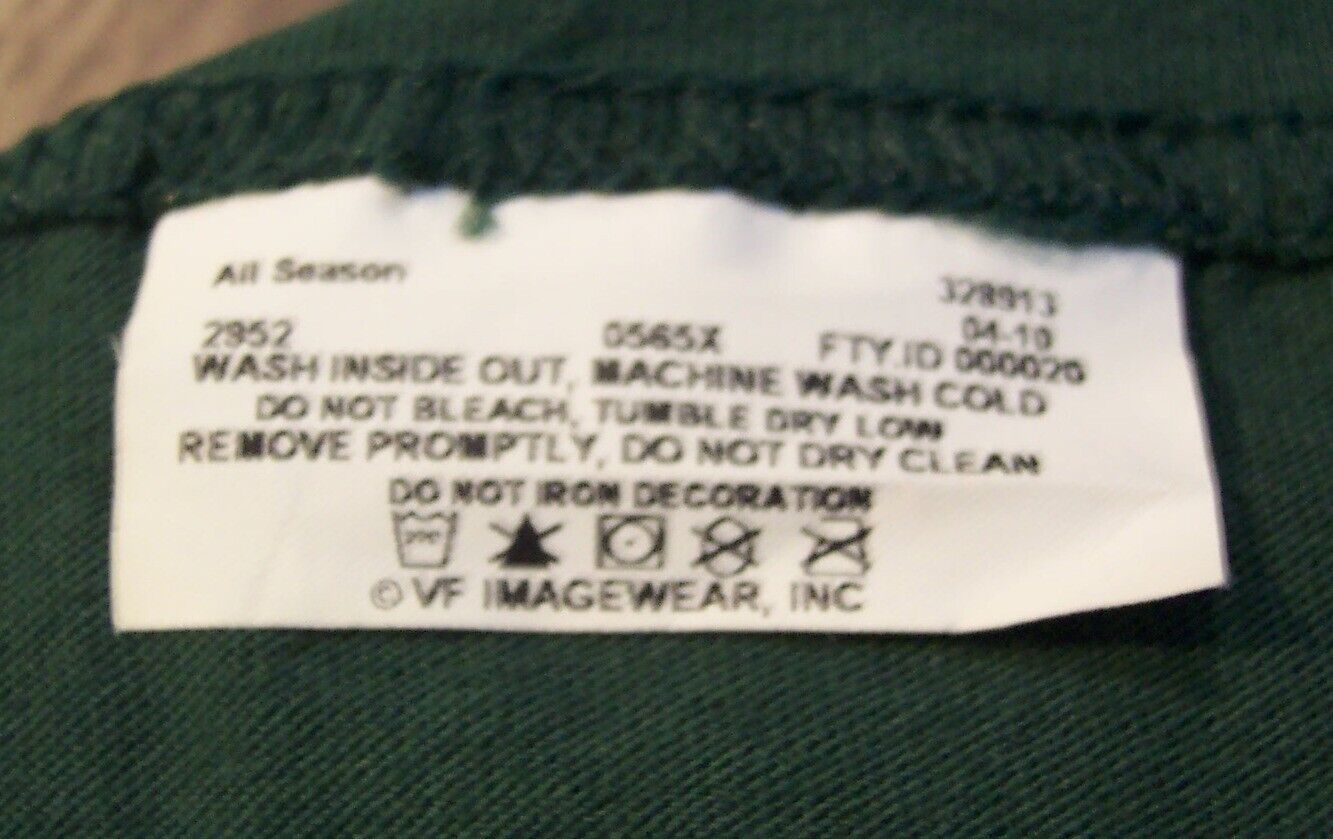 All Season
328913
04-10
2952 0565X FTY.ID 000020
WASH INSIDE OUT, MACHINE WASH COLD
DO NOT BLEACH, TUMBLE DRY LOW
REMOVE PROMPTLY, DO NOT DRY CLEAN
DO NOT IRON DECORATION
© VF IMAGEWEAR, INC